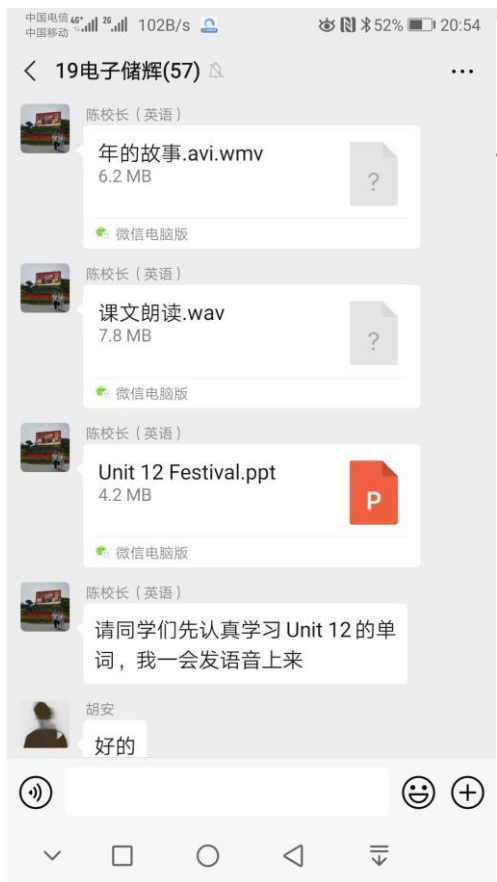 中国电信 4G⁺ 2G 102B/s 52% 20:54
中国移动
19电子储辉(57)
陈校长（英语）
年的故事.avi.wmv
6.2 MB
?
微信电脑版
陈校长（英语）
课文朗读.wav
7.8 MB
?
微信电脑版
陈校长（英语）
Unit 12 Festival.ppt
4.2 MB
P
微信电脑版
陈校长（英语）
请同学们先认真学习 Unit 12 的单
词，我一会发语音上来
胡安
好的